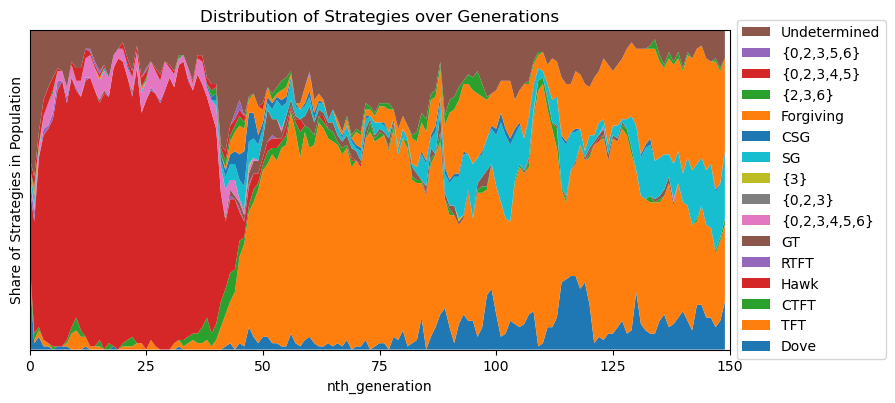 Distribution of Strategies over Generations
Share of Strategies in Population
0 25 50 75 100 125 150
nth_generation
Undetermined
{0,2,3,5,6}
{0,2,3,4,5}
{2,3,6}
Forgiving
CSG
SG
{3}
{0,2,3}
{0,2,3,4,5,6}
GT
RTFT
Hawk
CTFT
TFT
Dove